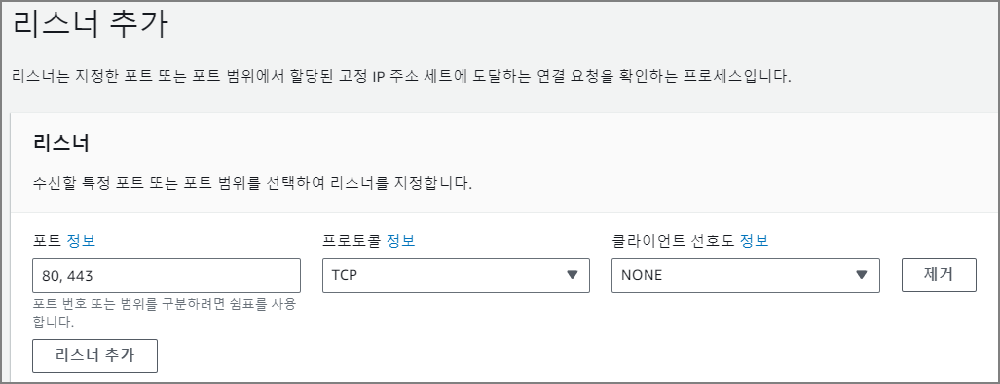 리스너 추가
리스너는 지정한 포트 또는 포트 범위에서 할당된 고정 IP 주소 세트에 도달하는 연결 요청을 확인하는 프로세스입니다.
리스너
수신할 특정 포트 또는 포트 범위를 선택하여 리스너를 지정합니다.
포트 정보 프로토콜 정보 클라이언트 선호도 정보
80, 443 TCP NONE 제거
포트 번호 또는 범위를 구분하려면 쉼표를 사용
합니다.
리스너 추가